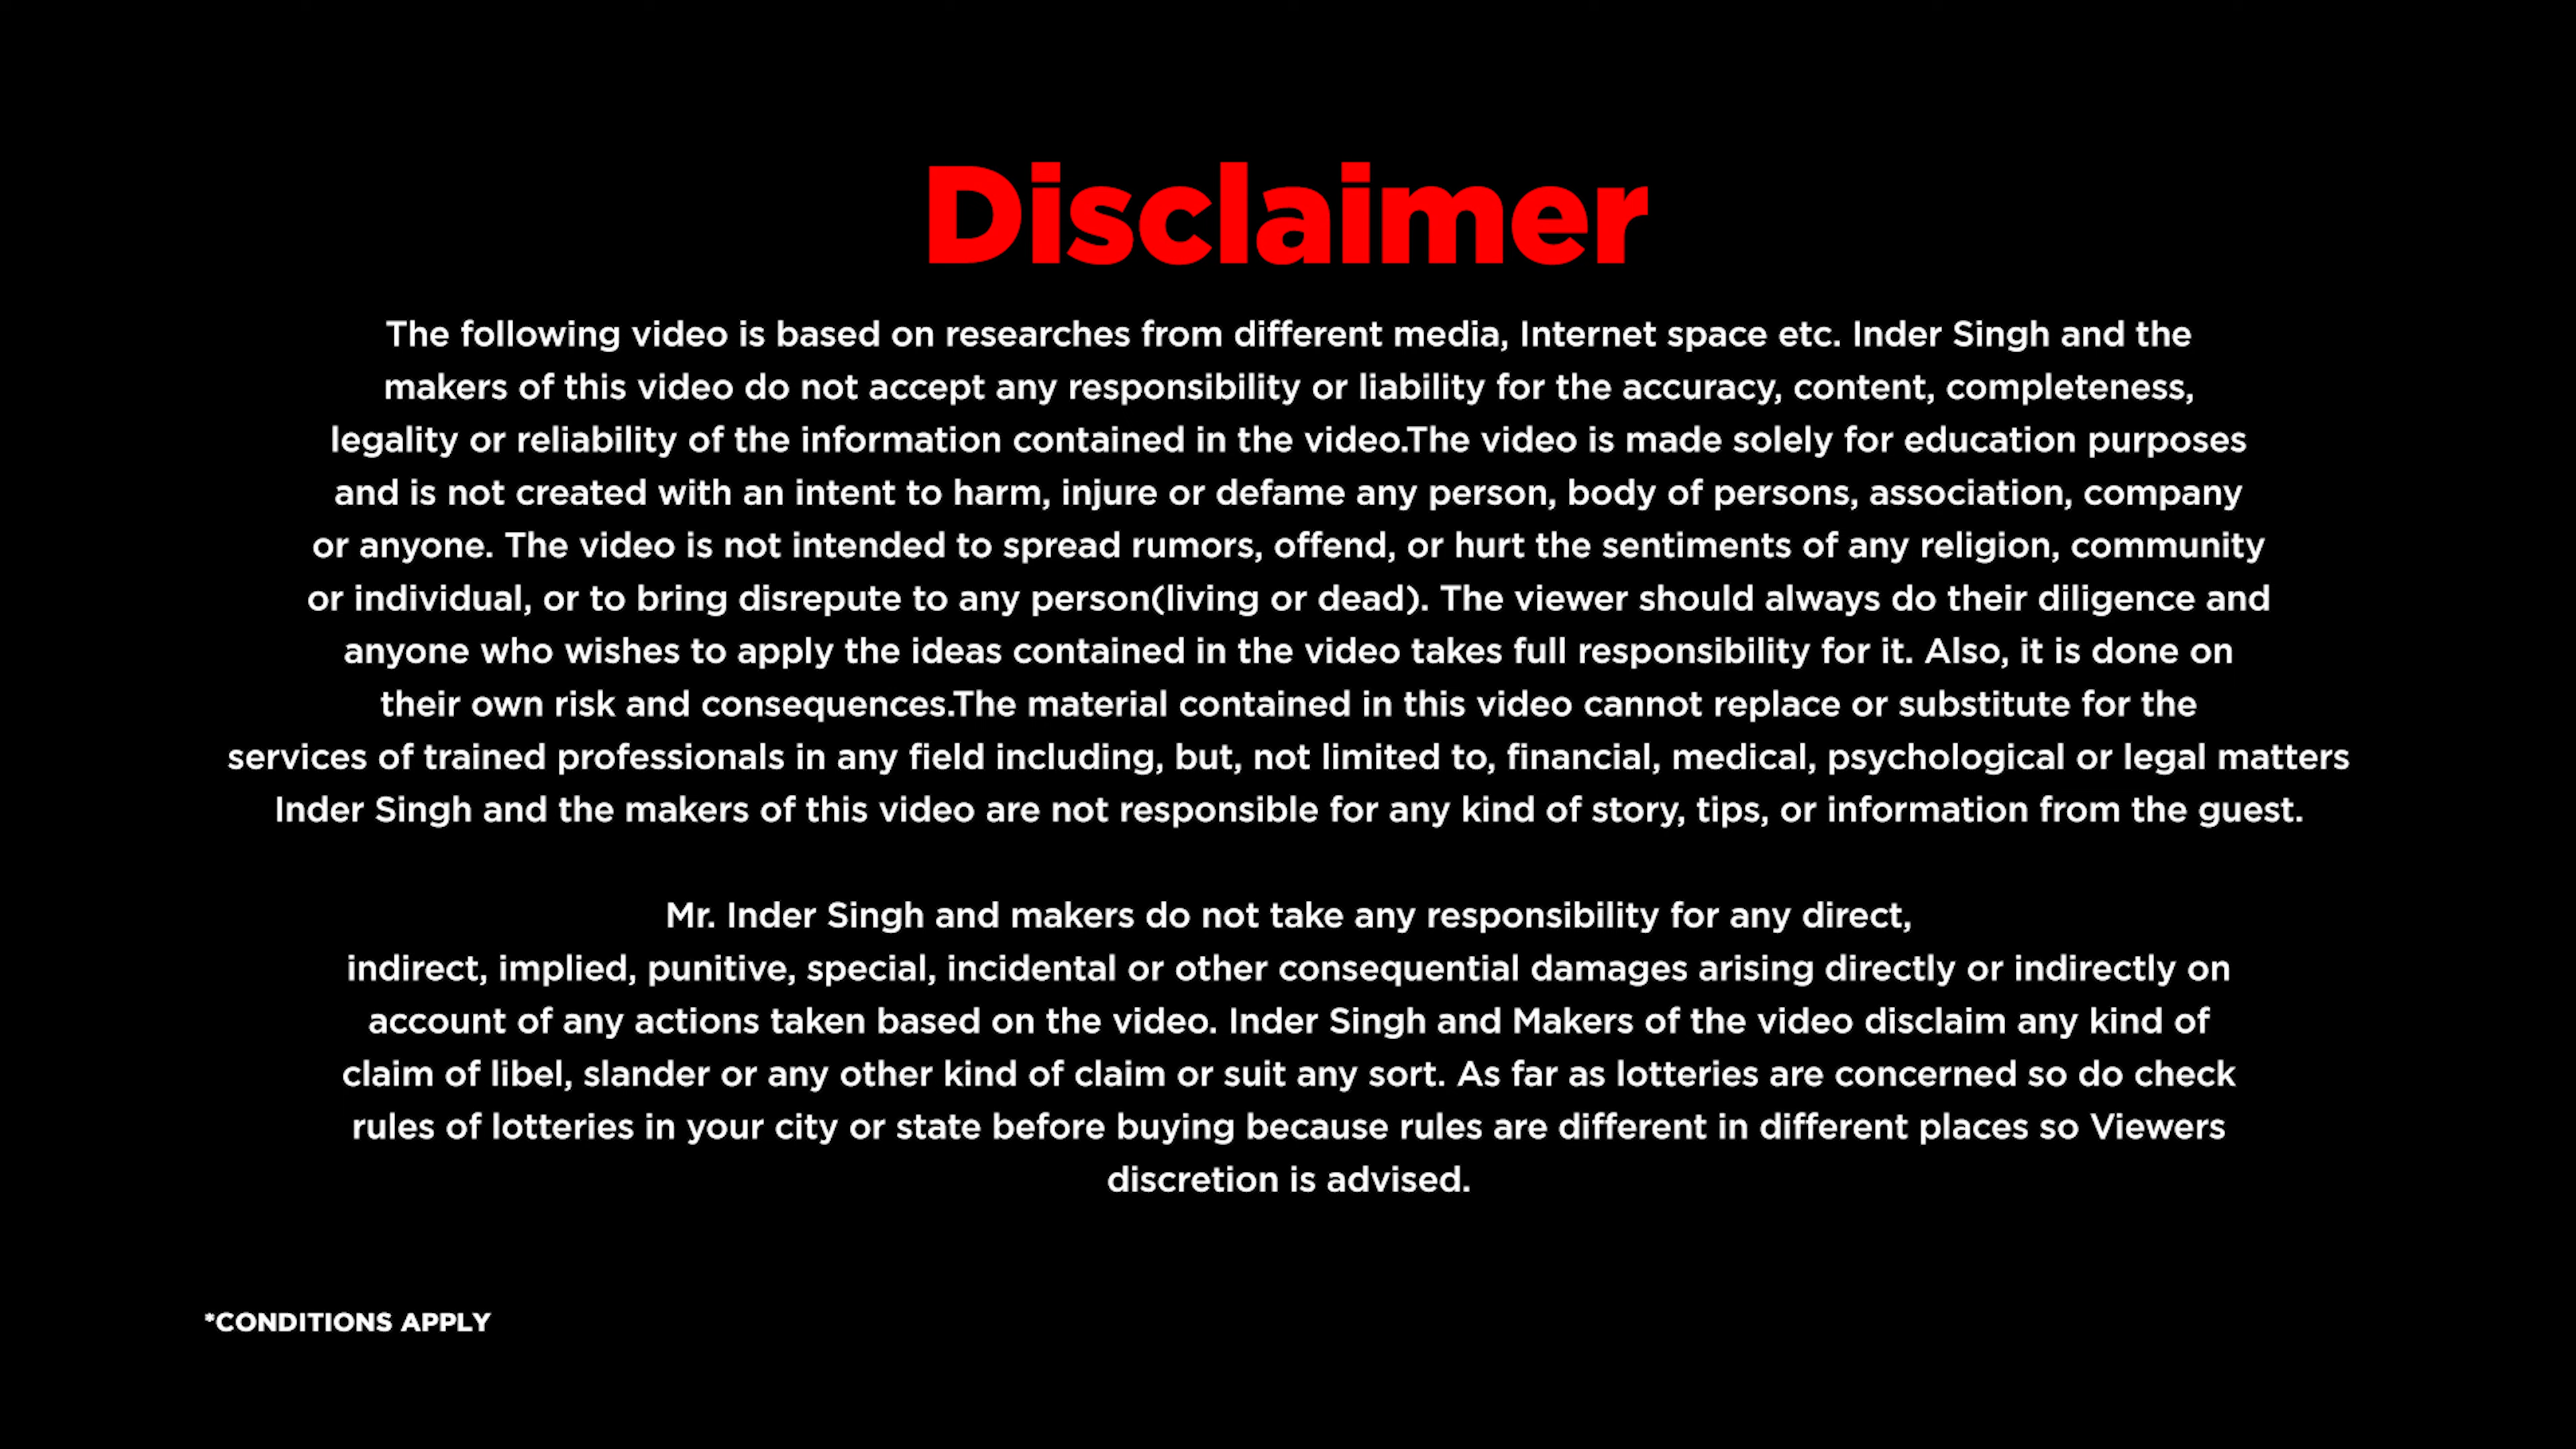 Disclaimer
The following video is based on researches from different media, Internet space etc. Inder Singh and the
makers of this video do not accept any responsibility or liability for the accuracy, content, completeness,
legality or reliability of the information contained in the video.The video is made solely for education purposes
and is not created with an intent to harm, injure or defame any person, body of persons, association, company
or anyone. The video is not intended to spread rumors, offend, or hurt the sentiments of any religion, community
or individual, or to bring disrepute to any person(living or dead). The viewer should always do their diligence and
anyone who wishes to apply the ideas contained in the video takes full responsibility for it. Also, it is done on
their own risk and consequences.The material contained in this video cannot replace or substitute for the
services of trained professionals in any field including, but, not limited to, financial, medical, psychological or legal matters
Inder Singh and the makers of this video are not responsible for any kind of story, tips, or information from the guest.
Mr. Inder Singh and makers do not take any responsibility for any direct,
indirect, implied, punitive, special, incidental or other consequential damages arising directly or indirectly on
account of any actions taken based on the video. Inder Singh and Makers of the video disclaim any kind of
claim of libel, slander or any other kind of claim or suit any sort. As far as lotteries are concerned so do check
rules of lotteries in your city or state before buying because rules are different in different places so Viewers
discretion is advised.
*CONDITIONS APPLY